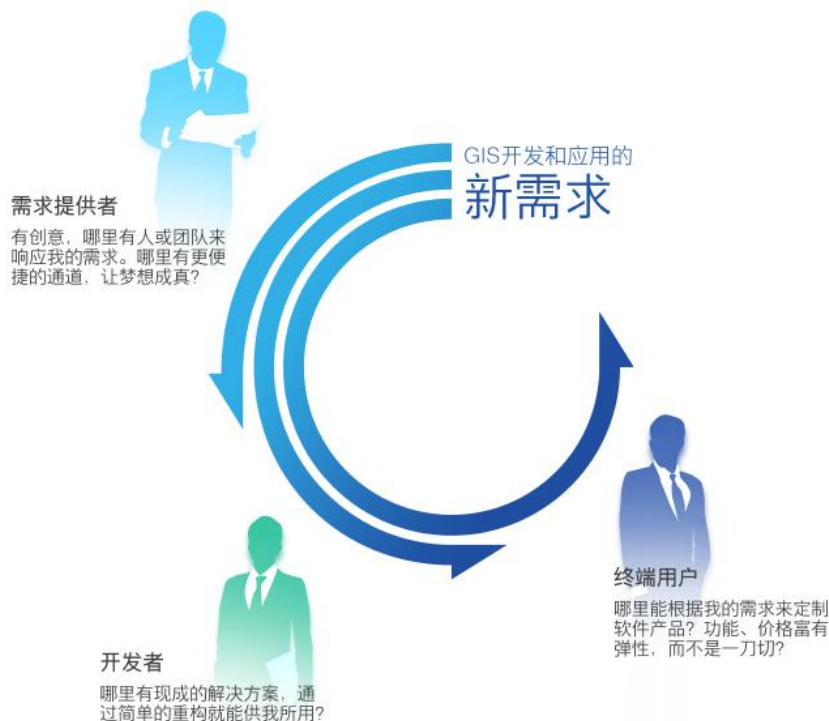 GIS开发和应用的
新需求
需求提供者
有创意，哪里有人或团队来
响应我的需求。哪里有更便
捷的通道，让梦想成真？
终端用户
哪里能根据我的需求来定制
软件产品？功能、价格富有
弹性，而不是一刀切？
开发者
哪里有现成的解决方案，通
过简单的重构就能供我所用？